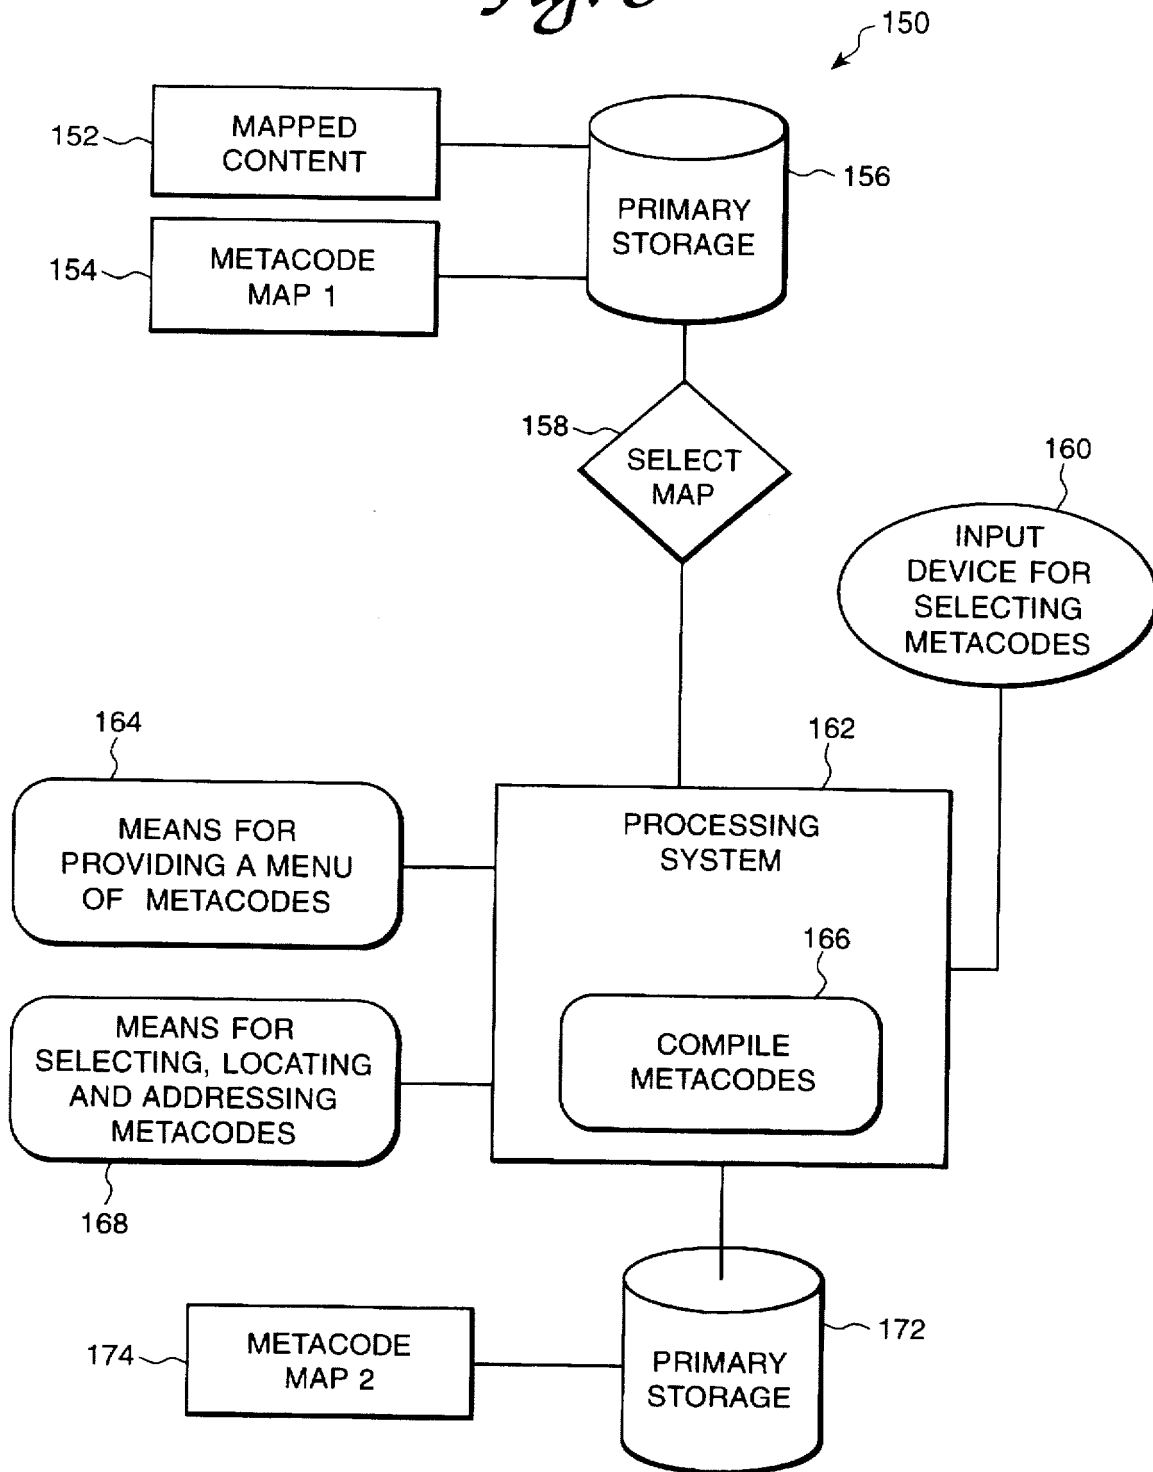 150
152
MAPPED
CONTENT
PRIMARY
STORAGE
156
154
METACODE
MAP 1
158
SELECT
MAP
160
INPUT
DEVICE FOR
SELECTING
METACODES
164
162
MEANS FOR
PROVIDING A MENU
OF METACODES
PROCESSING
SYSTEM
166
COMPILE
METACODES
MEANS FOR
SELECTING, LOCATING
AND ADDRESSING
METACODES
168
174
METACODE
MAP 2
PRIMARY
STORAGE
172